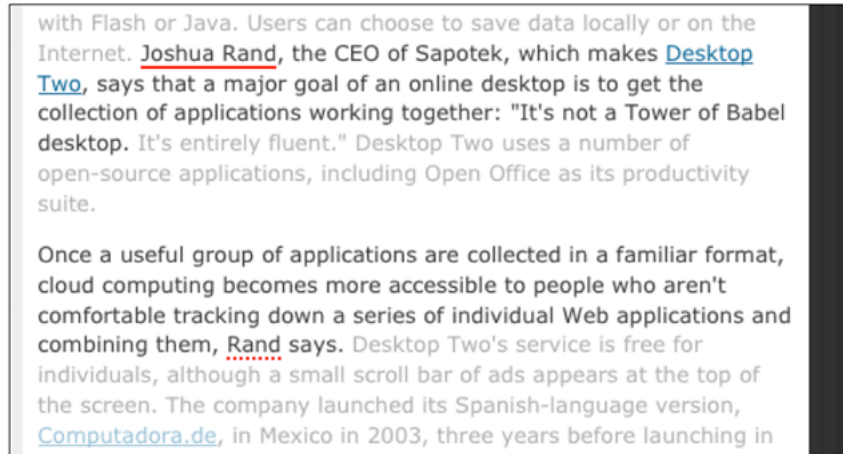 with Flash or Java. Users can choose to save data locally or on the
Internet. Joshua Rand, the CEO of Sapotek, which makes Desktop
Two, says that a major goal of an online desktop is to get the
collection of applications working together: "It's not a Tower of Babel
desktop. It's entirely fluent." Desktop Two uses a number of
open-source applications, including Open Office as its productivity
suite.
Once a useful group of applications are collected in a familiar format,
cloud computing becomes more accessible to people who aren't
comfortable tracking down a series of individual Web applications and
combining them, Rand says. Desktop Two's service is free for
individuals, although a small scroll bar of ads appears at the top of
the screen. The company launched its Spanish-language version,
Computadora.de, in Mexico in 2003, three years before launching in